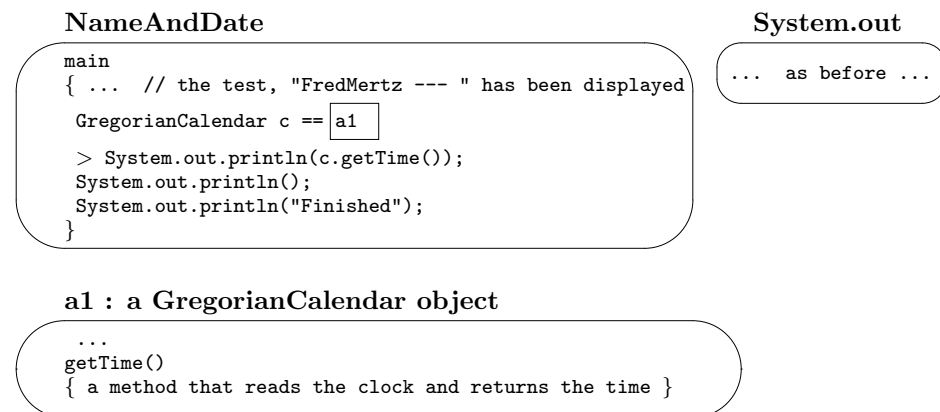 NameAndDate
main
{ ... // the test, "FredMertz --- " has been displayed
GregorianCalendar c == a1
> System.out.println(c.getTime());
System.out.println();
System.out.println("Finished");
}
System.out
... as before ...
a1 : a GregorianCalendar object
...
getTime()
{ a method that reads the clock and returns the time }